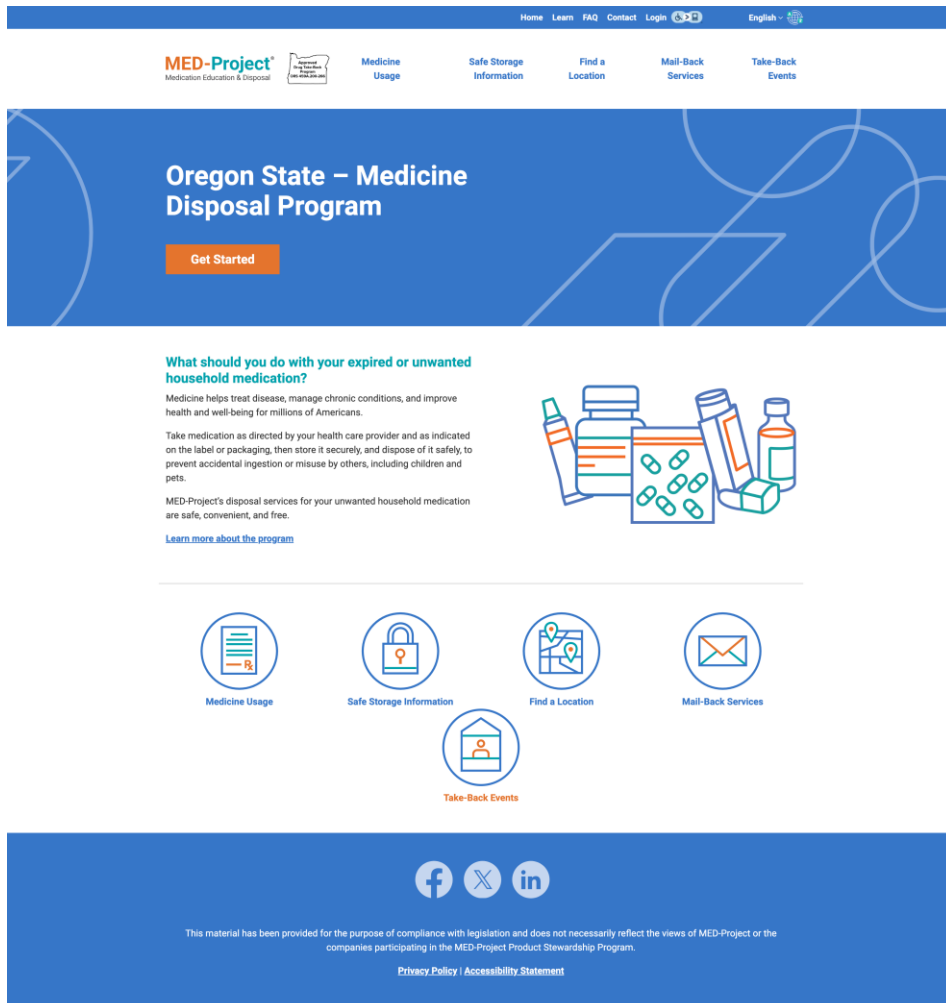 Home Learn FAQ Contact Login English
MED-Project®
Medication Education & Disposal
Approved
Drug Take-Back
Program
Medicine
Usage
Safe Storage
Information
Find a
Location
Mail-Back
Services
Take-Back
Events
Oregon State – Medicine
Disposal Program
Get Started
What should you do with your expired or unwanted
household medication?
Medicine helps treat disease, manage chronic conditions, and improve
health and well-being for millions of Americans.
Take medication as directed by your health care provider and as indicated
on the label or packaging, then store it securely, and dispose of it safely, to
prevent accidental ingestion or misuse by others, including children and
pets.
MED-Project's disposal services for your unwanted household medication
are safe, convenient, and free.
Learn more about the program
Rx
Medicine Usage
Safe Storage Information
Find a Location
Mail-Back Services
Take-Back Events
f X in
This material has been provided for the purpose of compliance with legislation and does not necessarily reflect the views of MED-Project or the
companies participating in the MED-Project Product Stewardship Program.
Privacy Policy | Accessibility Statement